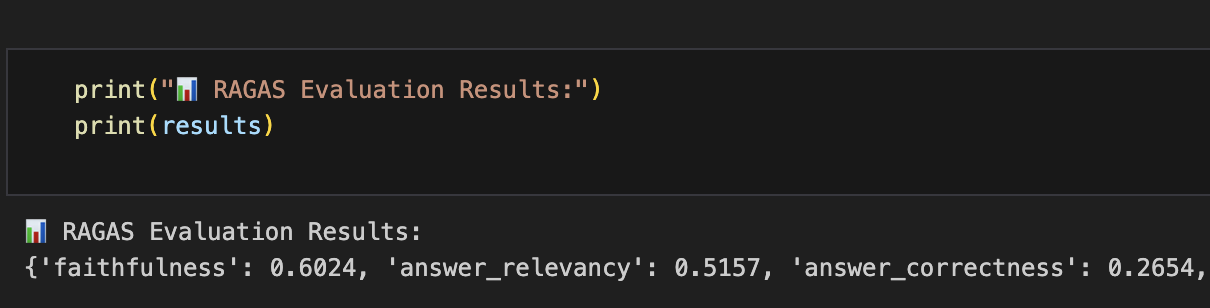 print("📊 RAGAS Evaluation Results:")
print(results)
📊 RAGAS Evaluation Results:
{'faithfulness': 0.6024, 'answer_relevancy': 0.5157, 'answer_correctness': 0.2654,